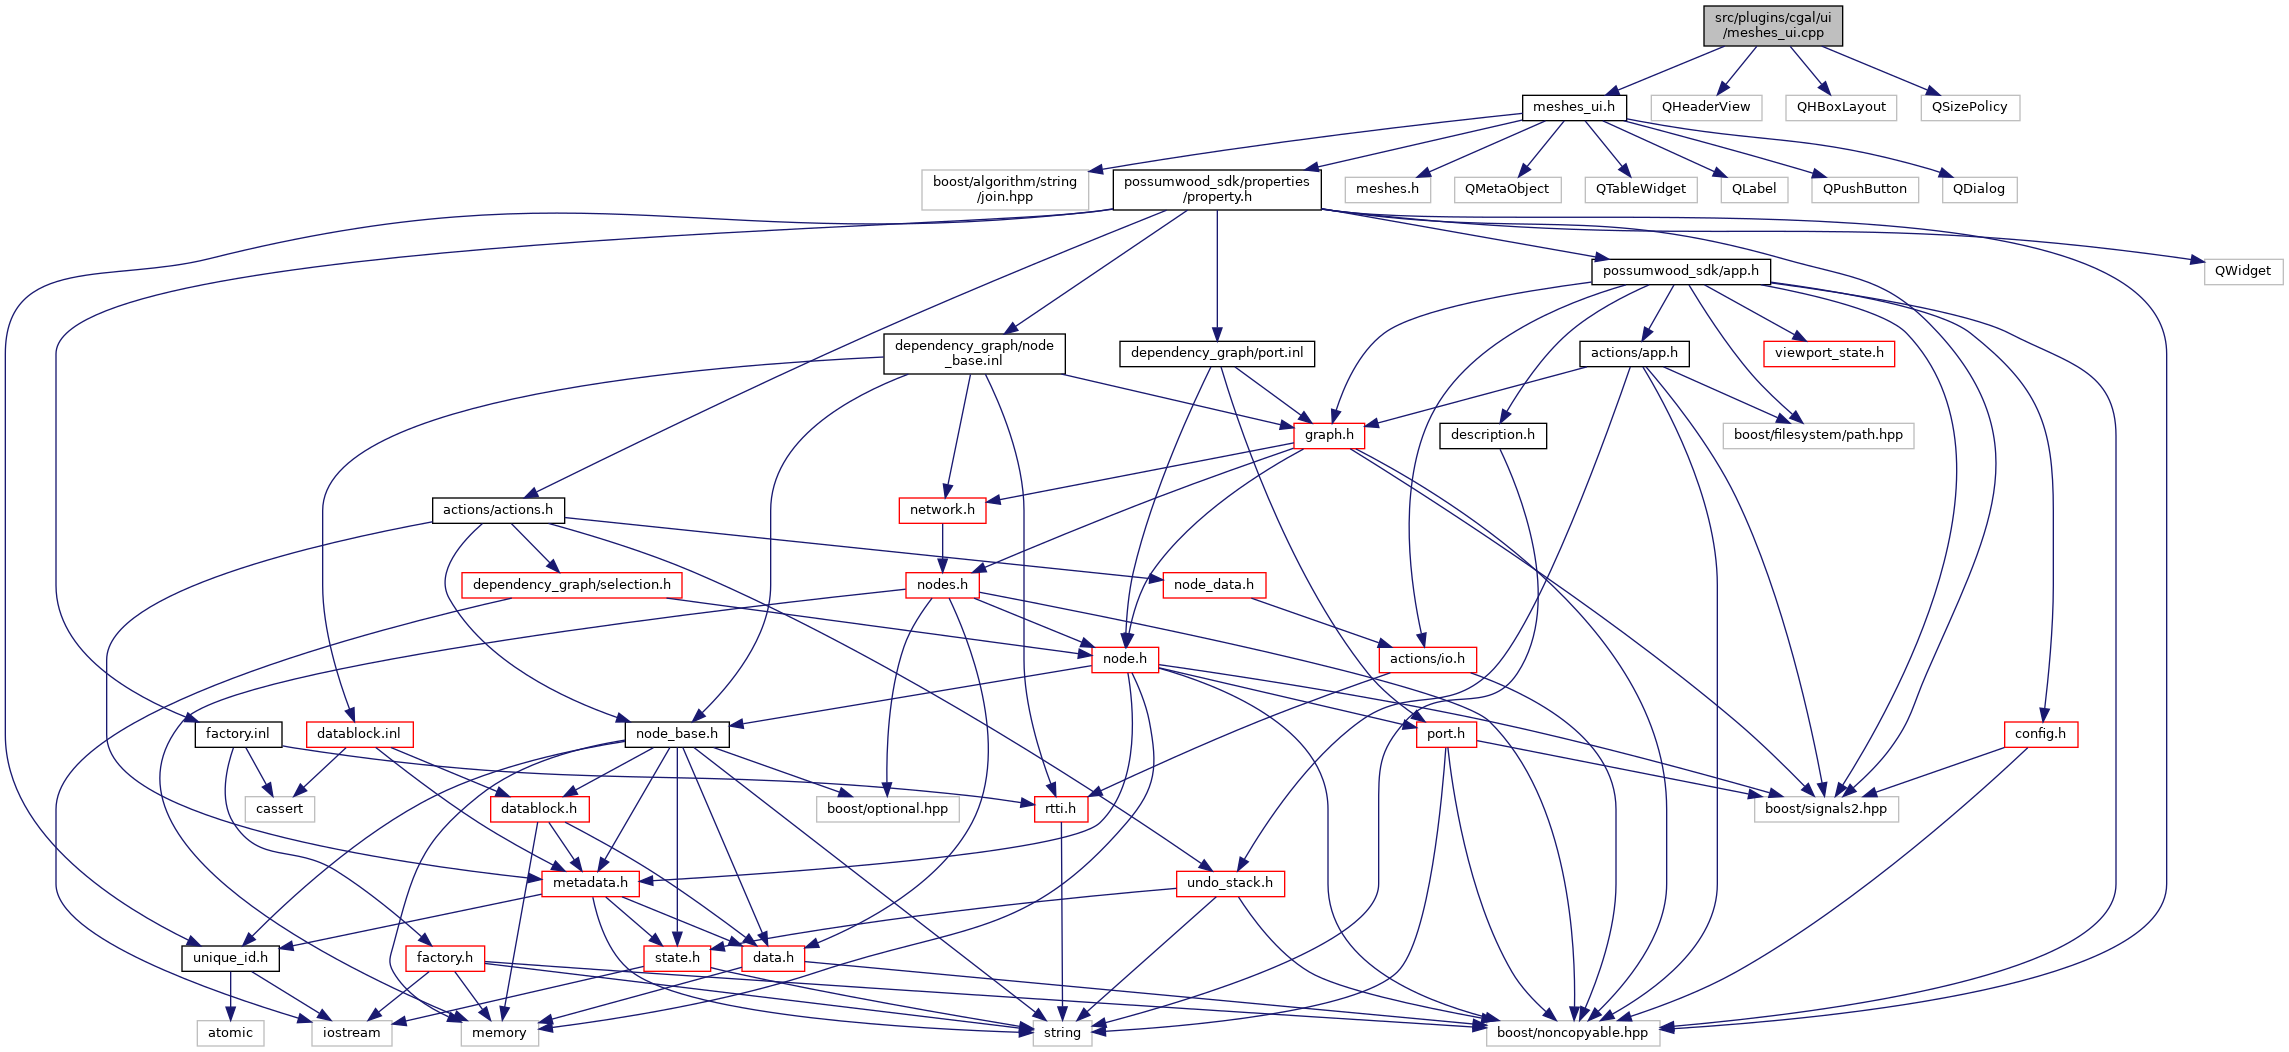 src/plugins/cgal/ui
/meshes_ui.cpp
meshes_ui.h
QHeaderView
QHBoxLayout
QSizePolicy
boost/algorithm/string
/join.hpp
possumwood_sdk/properties
/property.h
meshes.h
QMetaObject
QTableWidget
QLabel
QPushButton
QDialog
possumwood_sdk/app.h
QWidget
dependency_graph/node
_base.inl
dependency_graph/port.inl
actions/app.h
viewport_state.h
graph.h
description.h
boost/filesystem/path.hpp
actions/actions.h
network.h
dependency_graph/selection.h
nodes.h
node_data.h
node.h
actions/io.h
factory.inl
datablock.inl
node_base.h
port.h
config.h
cassert
datablock.h
boost/optional.hpp
rtti.h
boost/signals2.hpp
metadata.h
undo_stack.h
unique_id.h
factory.h
state.h
data.h
atomic
iostream
memory
string
boost/noncopyable.hpp